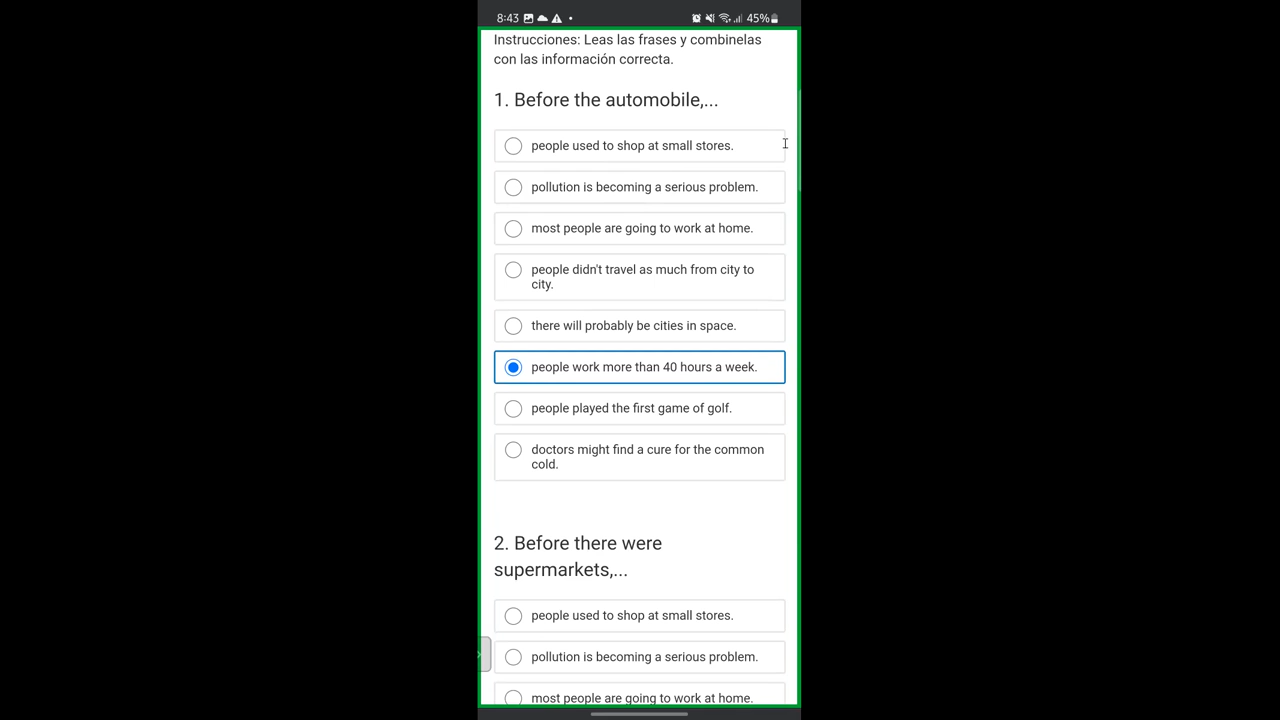 8:43
45%
Instrucciones: Leas las frases y combinelas
con las información correcta.
1. Before the automobile,...
people used to shop at small stores.
pollution is becoming a serious problem.
most people are going to work at home.
people didn't travel as much from city to
city.
there will probably be cities in space.
people work more than 40 hours a week.
people played the first game of golf.
doctors might find a cure for the common
cold.
2. Before there were
supermarkets,...
people used to shop at small stores.
pollution is becoming a serious problem.
most people are going to work at home.